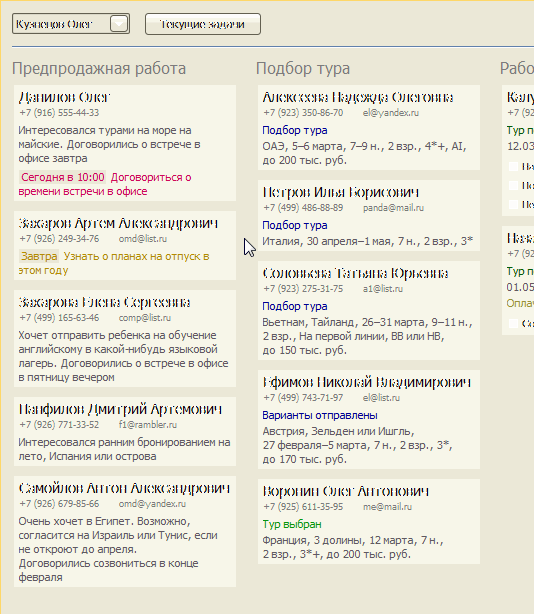 Кузнецов Олег
Текущие задачи
Предпродажная работа
Данилов Олег
+7 (916) 555-44-33
Интересовался турами на море на
майские. Договорились о встрече в
офисе завтра
Сегодня в 10:00 Договориться о
времени встречи в офисе
Захаров Артем Александрович
+7 (926) 249-34-76 omd@list.ru
Завтра Узнать о планах на отпуск в
этом году
Захарова Елена Сергеевна
+7 (499) 165-63-46 comp@list.ru
Хочет отправить ребенка на обучение
английскому в какой-нибудь языковой
лагерь. Договорились о встрече в офисе
в пятницу вечером
Панфилов Дмитрий Артемович
+7 (926) 771-33-52 f1@rambler.ru
Интересовался ранним бронированием на
лето, Испания или острова
Самойлов Антон Александрович
+7 (926) 679-85-66 omd@yandex.ru
Очень хочет в Египет. Возможно,
согласится на Израиль или Тунис, если
не откроют до апреля.
Договорились созвониться в конце
февраля
Подбор тура
Алексеева Надежда Олеговна
+7 (923) 350-86-70 el@yandex.ru
Подбор тура
ОАЭ, 5–6 марта, 7–9 н., 2 взр., 4*+, AI,
до 200 тыс. руб.
Петров Илья Борисович
+7 (499) 486-88-89 panda@mail.ru
Подбор тура
Италия, 30 апреля–1 мая, 7 н., 2 взр., 3*
Соловьева Татьяна Юрьевна
+7 (923) 275-31-75 a1@list.ru
Подбор тура
Вьетнам, Тайланд, 26–31 марта, 9–11 н.,
2 взр., На первой линии, BB или HB,
до 150 тыс. руб.
Ефимов Николай Владимирович
+7 (499) 743-71-97 el@list.ru
Варианты отправлены
Австрия, Зельден или Ишгль,
27 февраля–5 марта, 7 н., 2 взр., 3*,
до 170 тыс. руб.
Воронин Олег Антонович
+7 (925) 611-35-95 me@mail.ru
Тур выбран
Франция, 3 долины, 12 марта, 7 н.,
2 взр., 3*+, до 200 тыс. руб.
Рабо
Калу
+7 (92
Тур п
12.03
+7 (92
Тур п
01.05
Оплач